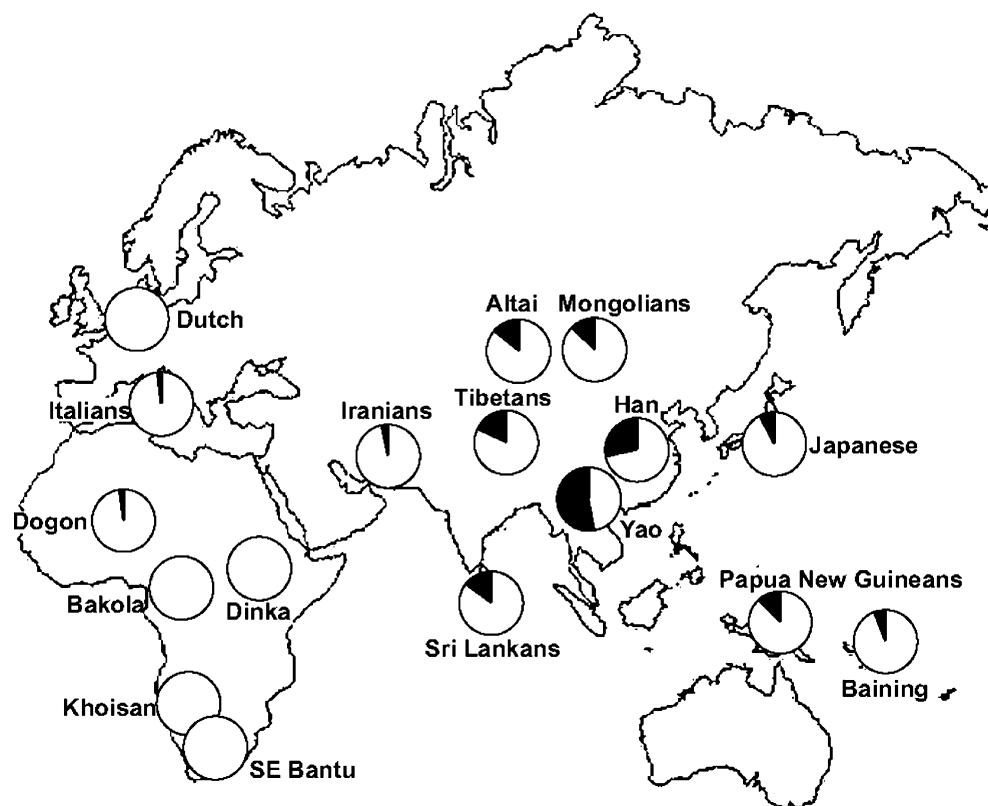 Altai
Mongolians
Dutch
Italians
Iranians
Tibetans
Han
Japanese
Dogon
Yao
Bakola
Dinka
Papua New Guineans
Sri Lankans
Baining
Khoisan
SE Bantu